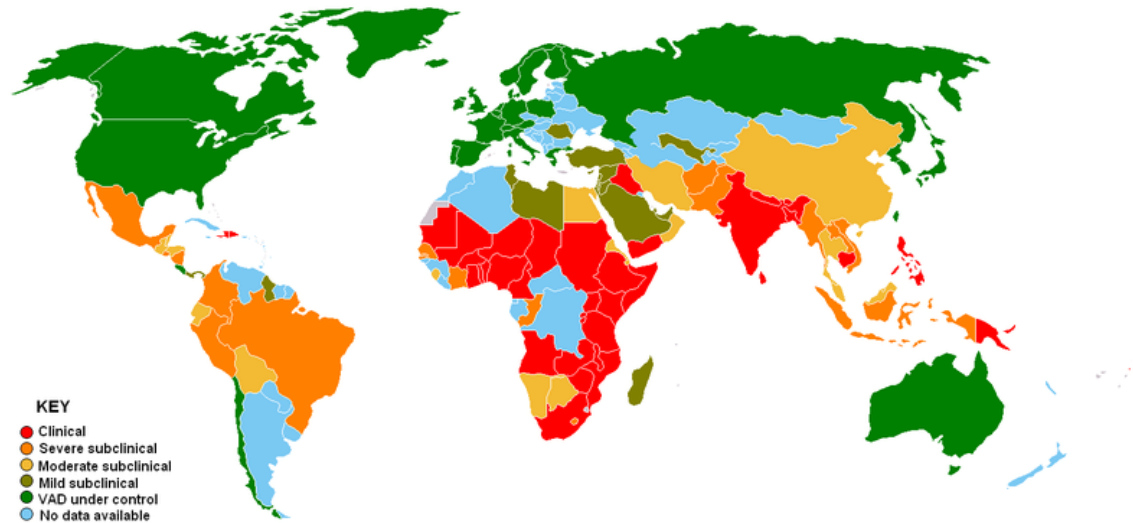 KEY
Clinical
Severe subclinical
Moderate subclinical
Mild subclinical
VAD under control
No data available